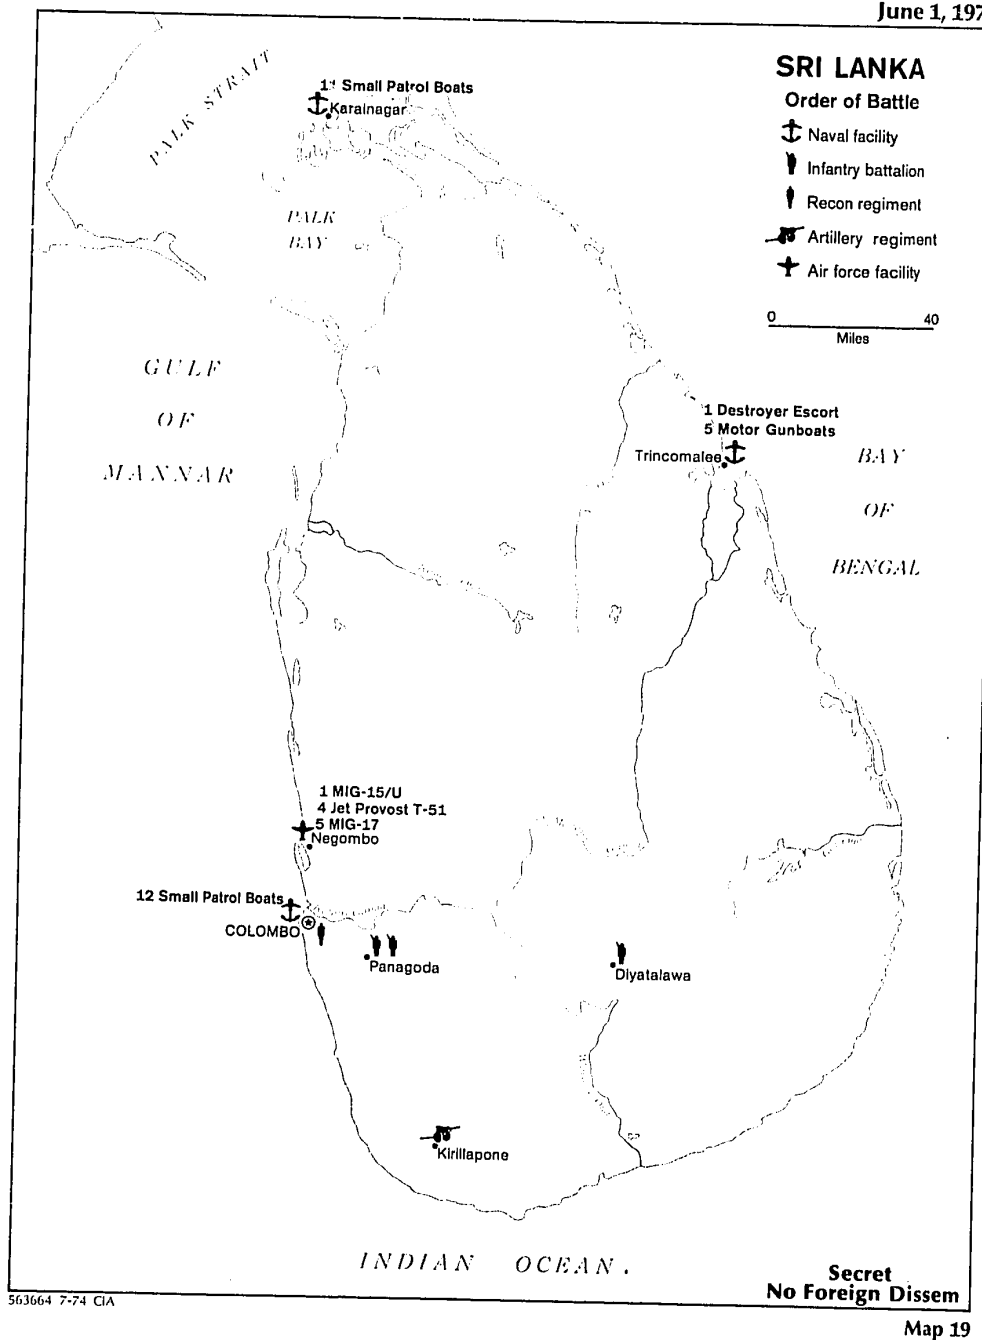 June 1, 197
SRI LANKA
Order of Battle
Naval facility
Infantry battalion
Recon regiment
Artillery regiment
Air force facility
0 40
Miles
PALK STRAIT
Small Patrol Boats
Karainagar
PALK
BAY
GULF
OF
MANNAR
1 Destroyer Escort
5 Motor Gunboats
Trincomalee
BAY
OF
BENGAL
1 MIG-15/U
4 Jet Provost T-51
5 MIG-17
Negombo
12 Small Patrol Boats
COLOMBO
Panagoda
Diyatalawa
Kirillapone
INDIAN OCEAN.
Secret
No Foreign Dissem
563664 7-74 CIA
Map 19